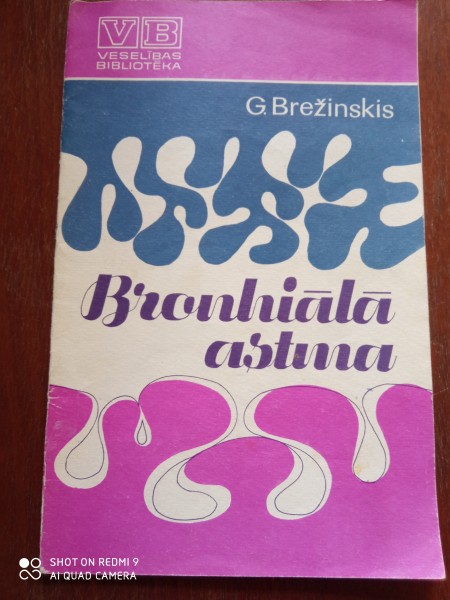 VB
VESELĪBAS
BIBLIOTĒKA
G. Brežinskis
Bronhiālā
astma
SHOT ON REDMI 9
AI QUAD CAMERA